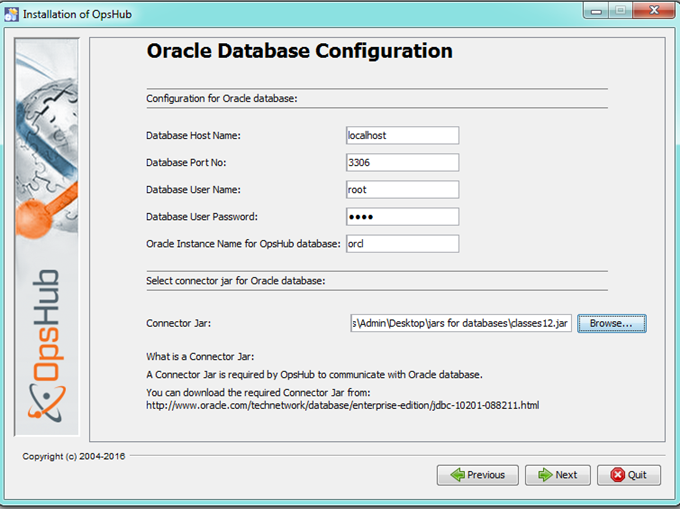 Installation of OpsHub
Oracle Database Configuration
Configuration for Oracle database:
Database Host Name: localhost
Database Port No: 3306
Database User Name: root
Database User Password: ●●●●
Oracle Instance Name for OpsHub database: orcl
Select connector jar for Oracle database:
Connector Jar: s\Admin\Desktop\jars for databases\classes12.jar Browse...
What is a Connector Jar:
A Connector Jar is required by OpsHub to communicate with Oracle database.
You can download the required Connector Jar from:
http://www.oracle.com/technetwork/database/enterprise-edition/jdbc-10201-088211.html
OpsHub
Copyright (c) 2004-2016
Previous Next Quit